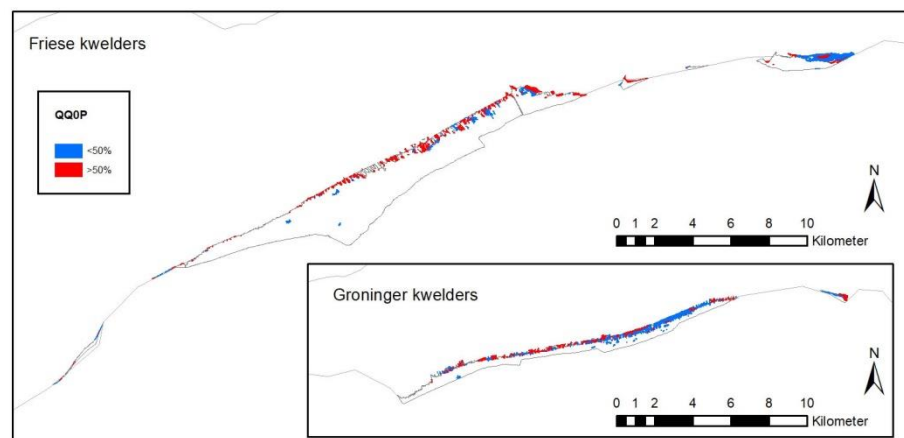 Friese kwelders
QQ0P
<50%
>50%
N
0 1 2 4 6 8 10
Kilometer
Groninger kwelders
N
0 1 2 4 6 8 10
Kilometer